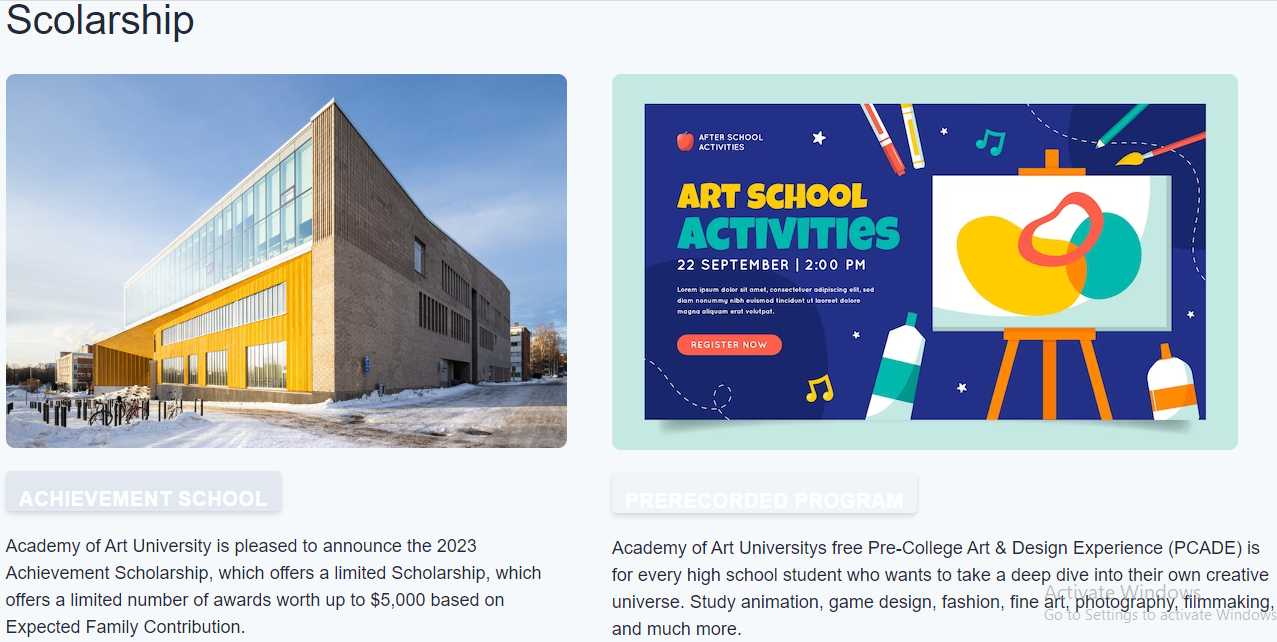 Scolarship
AFTER SCHOOL
ACTIVITIES
ART SCHOOL
ACTIVITIES
22 SEPTEMBER | 2:00 PM
Lorem ipsum dolor sit amet, consectetuer adipiscing elit, sed
diam nonummy nibh euismod tincidunt ut laoreet dolore
magna aliquam erat volutpat.
REGISTER NOW
ACHIEVEMENT SCHOOL
Academy of Art University is pleased to announce the 2023
Achievement Scholarship, which offers a limited Scholarship, which
offers a limited number of awards worth up to $5,000 based on
Expected Family Contribution.
PRERECORDED PROGRAM
Academy of Art Universitys free Pre-College Art & Design Experience (PCADE) is
for every high school student who wants to take a deep dive into their own creative
universe. Study animation, game design, fashion, fine art, photography, filmmaking,
and much more.
Activate Windows
Go to Settings to activate Windows